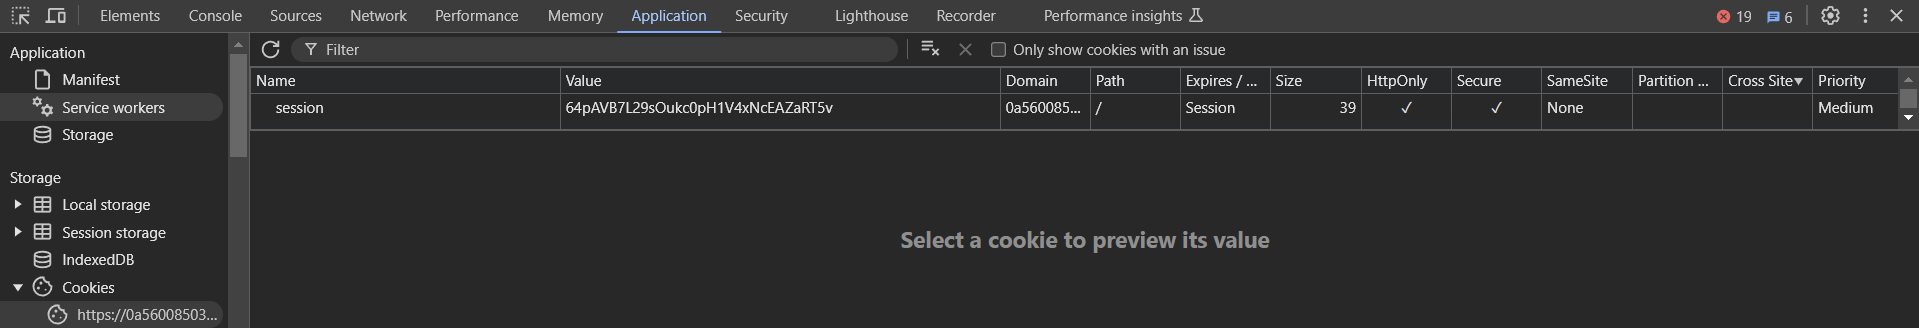 Elements Console Sources Network Performance Memory Application Security Lighthouse Recorder Performance insights 19 6
Application
Manifest
Service workers
Storage
Storage
Local storage
Session storage
IndexedDB
Cookies
https://0a56008503...
Filter Only show cookies with an issue
Name Value Domain Path Expires / ... Size HttpOnly Secure SameSite Partition ... Cross Site Priority
session 64pAVB7L29sOukc0pH1V4xNcEAZaRT5v 0a560085... / Session 39 ✓ ✓ None Medium
Select a cookie to preview its value